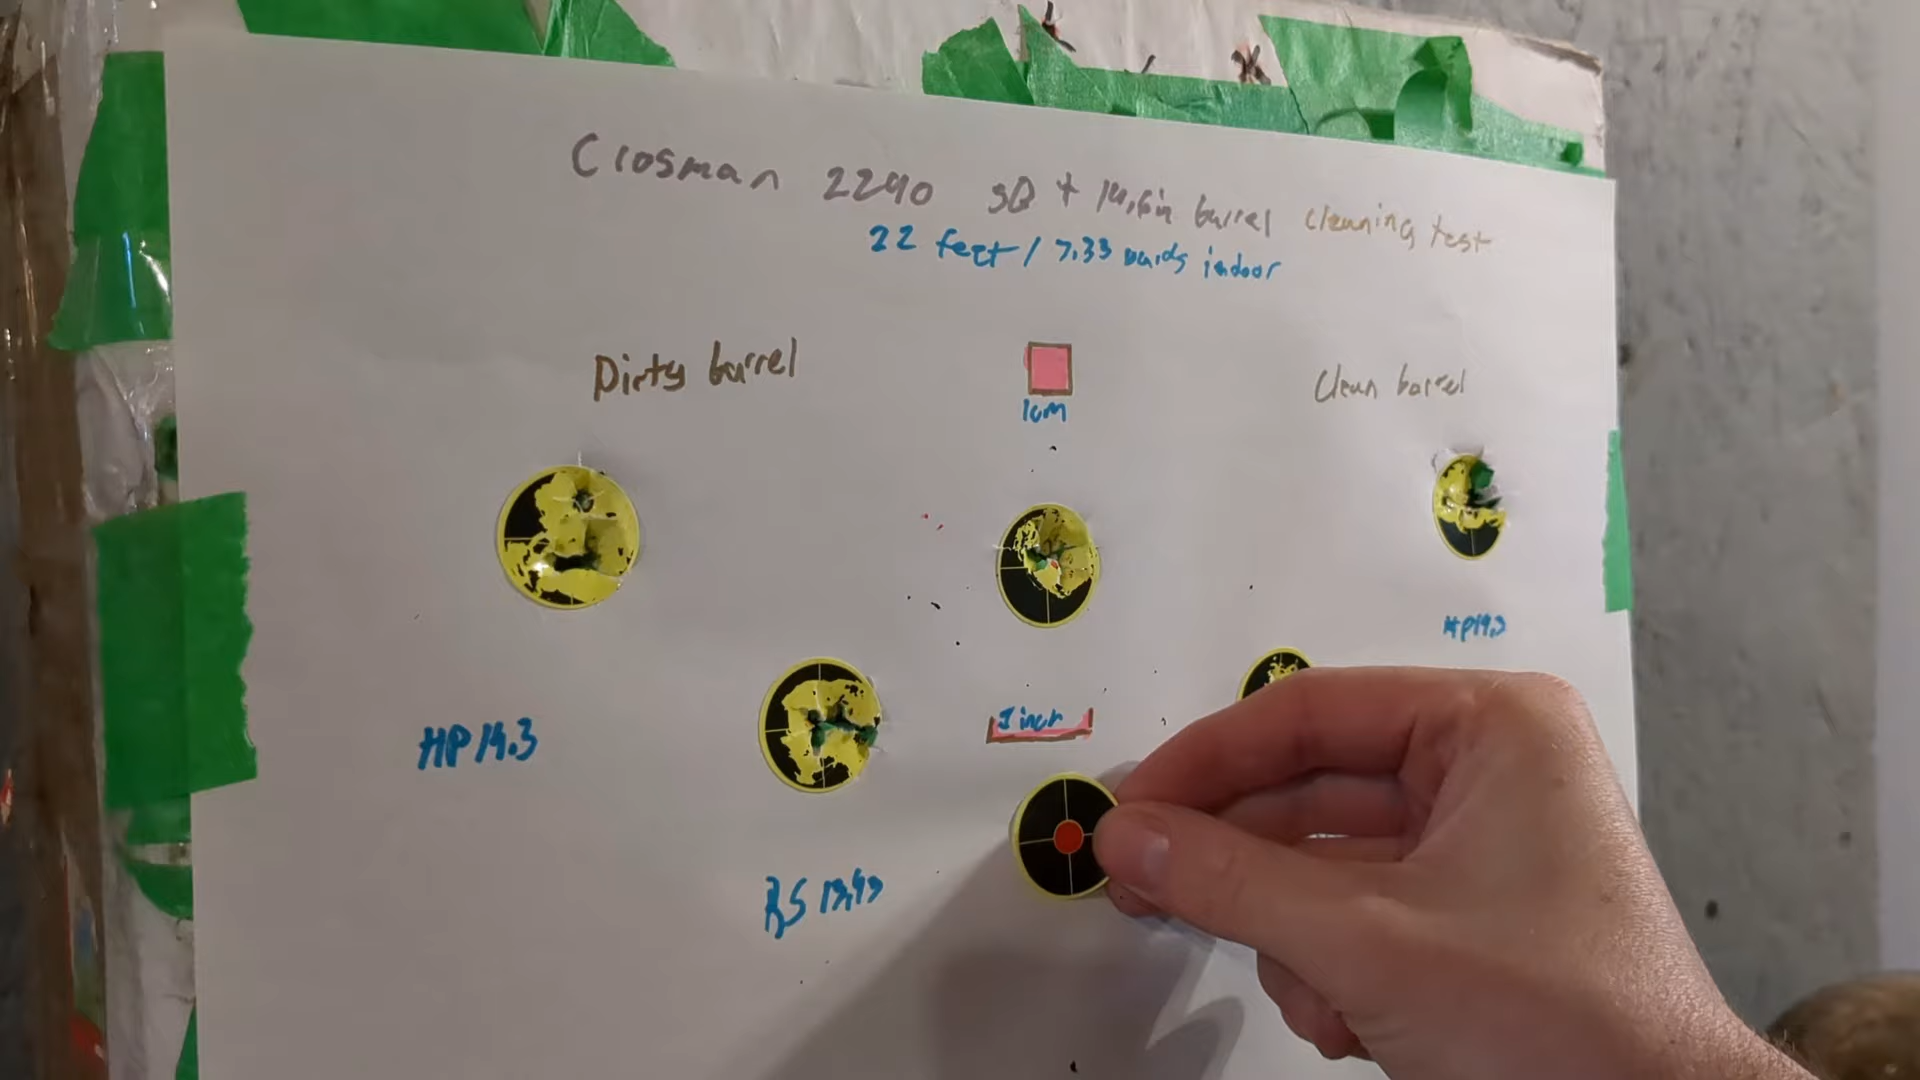 Crosman 2240 SB + 14.6in barrel cleaning test
22 feet / 7.33 yards indoor
Dirty barrel
1cm
Clean barrel
HP14.3
1 inch
HP 14.3
RS 13.43